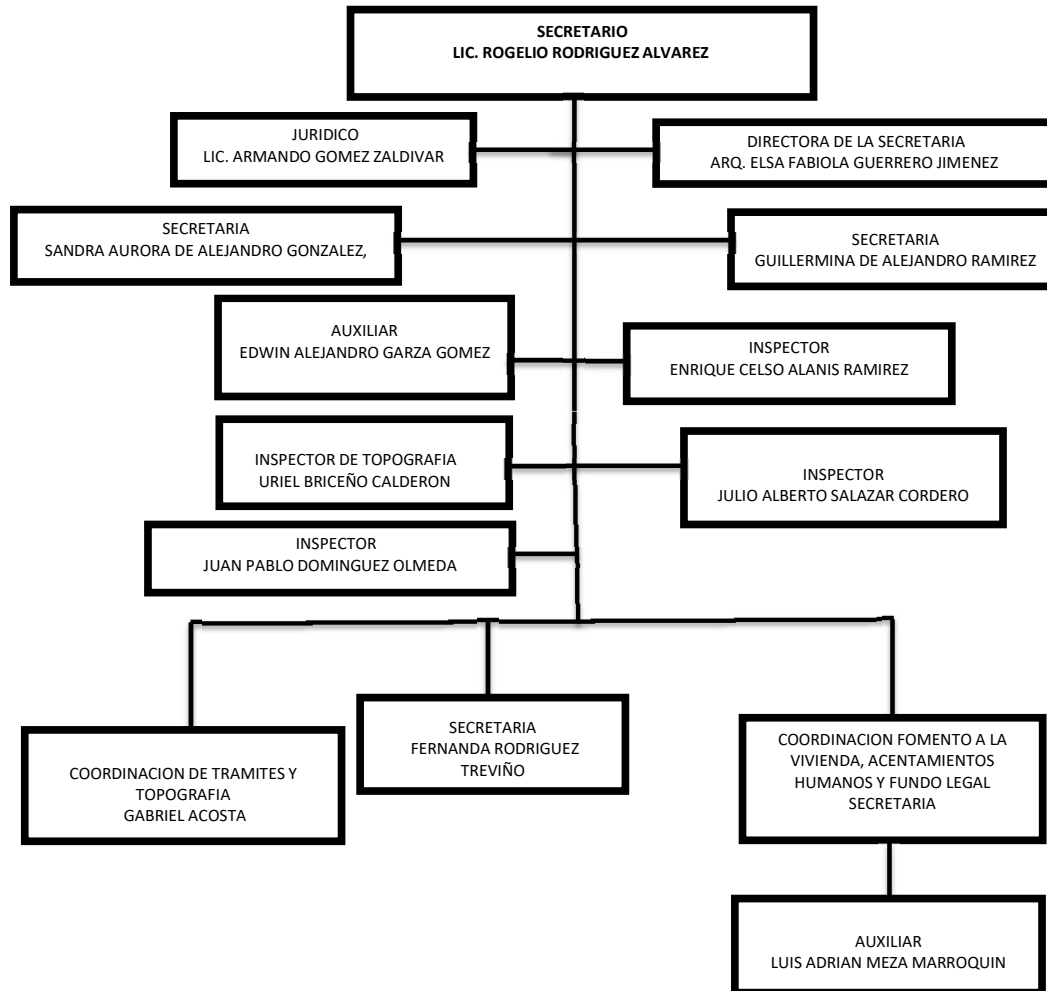 SECRETARIO
LIC. ROGELIO RODRIGUEZ ALVAREZ
JURIDICO
LIC. ARMANDO GOMEZ ZALDIVAR
DIRECTORA DE LA SECRETARIA
ARQ. ELSA FABIOLA GUERRERO JIMENEZ
SECRETARIA
SANDRA AURORA DE ALEJANDRO GONZALEZ,
SECRETARIA
GUILLERMINA DE ALEJANDRO RAMIREZ
AUXILIAR
EDWIN ALEJANDRO GARZA GOMEZ
INSPECTOR
ENRIQUE CELSO ALANIS RAMIREZ
INSPECTOR DE TOPOGRAFIA
URIEL BRICEÑO CALDERON
INSPECTOR
JULIO ALBERTO SALAZAR CORDERO
INSPECTOR
JUAN PABLO DOMINGUEZ OLMEDA
COORDINACION DE TRAMITES Y
TOPOGRAFIA
GABRIEL ACOSTA
SECRETARIA
FERNANDA RODRIGUEZ
TREVIÑO
COORDINACION FOMENTO A LA
VIVIENDA, ACENTAMIENTOS
HUMANOS Y FUNDO LEGAL
SECRETARIA
AUXILIAR
LUIS ADRIAN MEZA MARROQUIN